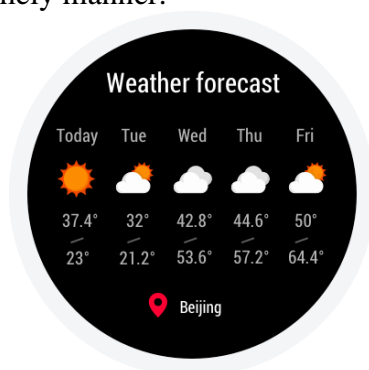 Weather forecast
Today Tue Wed Thu Fri
37.4° 32° 42.8° 44.6° 50°
23° 21.2° 53.6° 57.2° 64.4°
Beijing